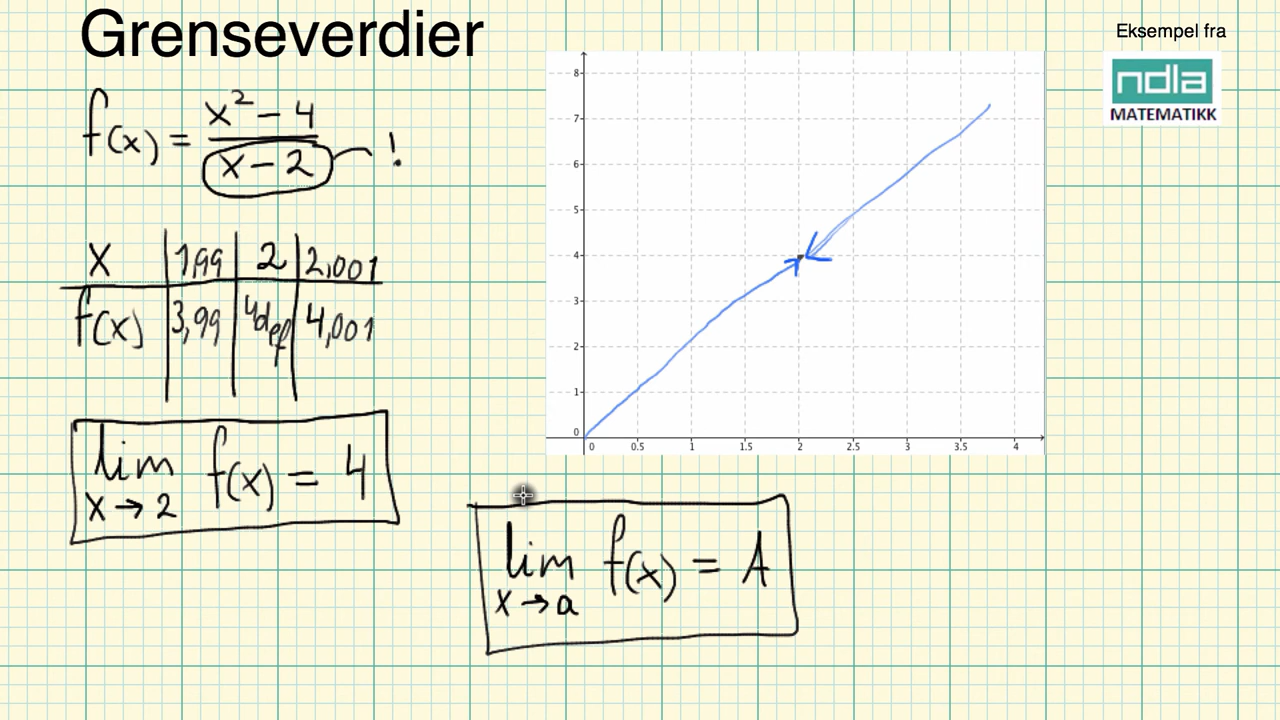 Grenseverdier
Eksempel fra
ndla
MATEMATIKK
f(x) = x² - 4
x - 2 !
x 1,99 2 2,001
f(x) 3,99 udef 4,001
lim f(x) = 4
x → 2
lim f(x) = A
x → a
8
7
6
5
4
3
2
1
0
0 0.5 1 1.5 2 2.5 3 3.5 4